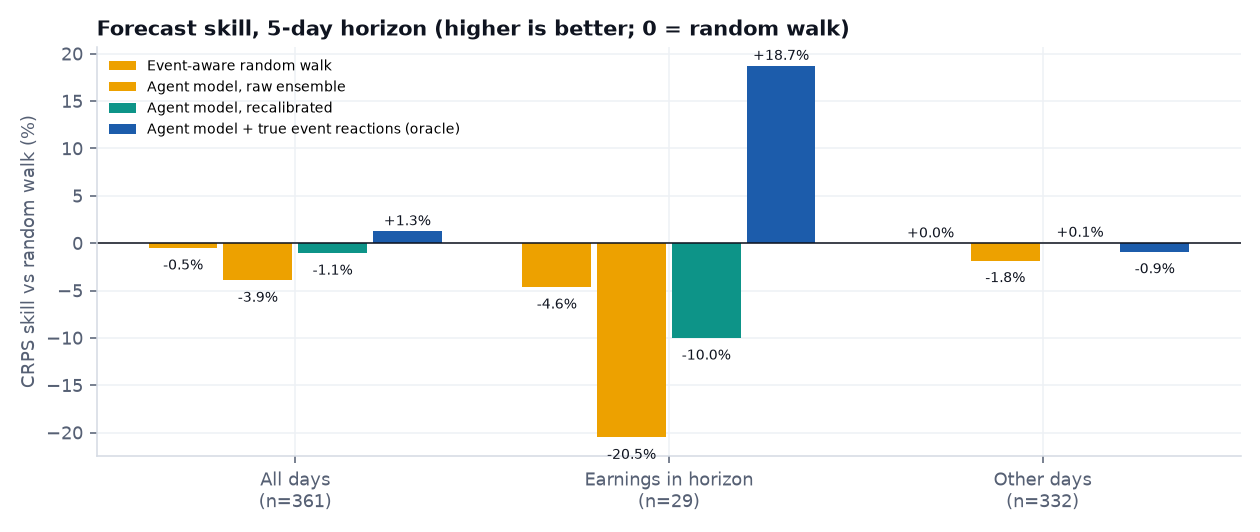 Forecast skill, 5-day horizon (higher is better; 0 = random walk)
CRPS skill vs random walk (%)
20
15
10
5
0
−5
−10
−15
−20
Event-aware random walk
Agent model, raw ensemble
Agent model, recalibrated
Agent model + true event reactions (oracle)
-0.5%
-3.9%
-1.1%
+1.3%
-4.6%
-20.5%
-10.0%
+18.7%
+0.0%
-1.8%
+0.1%
-0.9%
All days
(n=361)
Earnings in horizon
(n=29)
Other days
(n=332)